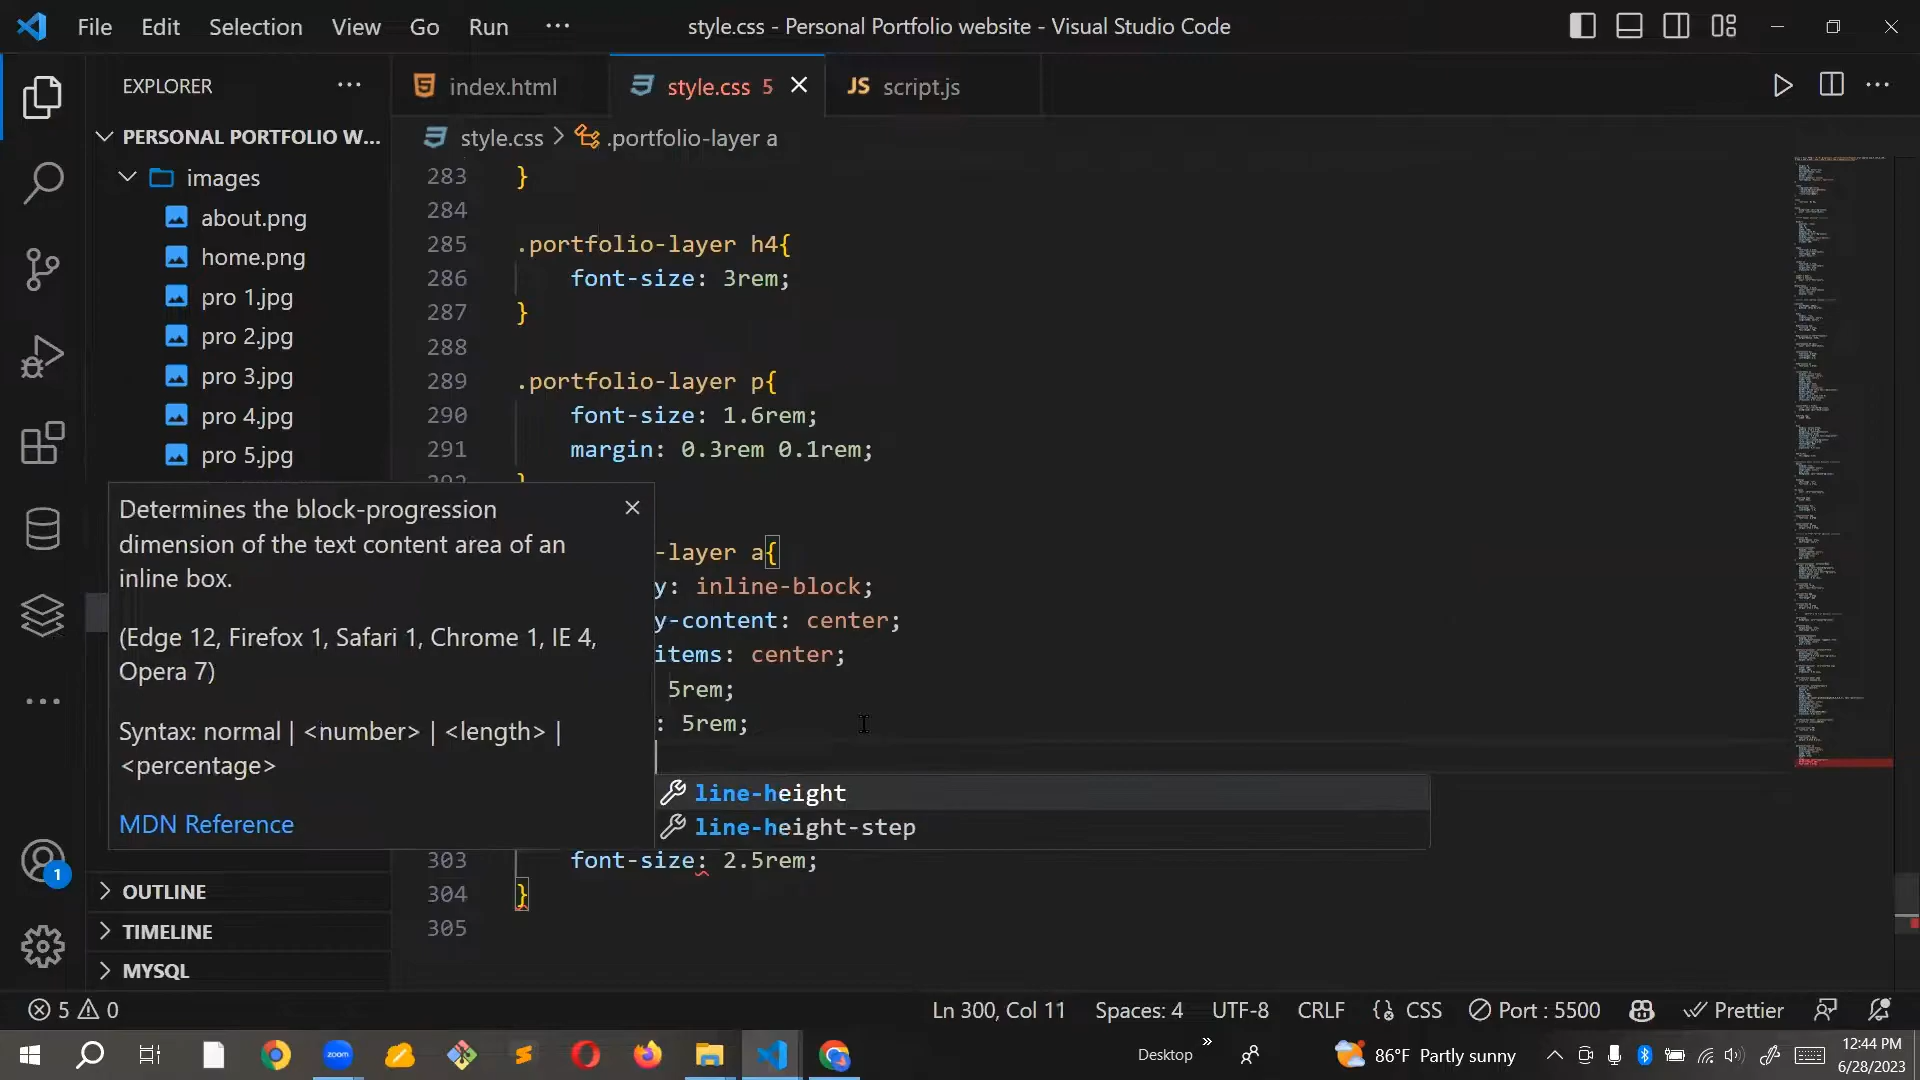 File Edit Selection View Go Run ··· style.css - Personal Portfolio website - Visual Studio Code
EXPLORER ··· index.html style.css 5 JS script.js
PERSONAL PORTFOLIO W... style.css > .portfolio-layer a
images
about.png
home.png
pro 1.jpg
pro 2.jpg
pro 3.jpg
pro 4.jpg
pro 5.jpg
283 }
284
285 .portfolio-layer h4{
286 font-size: 3rem;
287 }
288
289 .portfolio-layer p{
290 font-size: 1.6rem;
291 margin: 0.3rem 0.1rem;
-layer a{
y: inline-block;
y-content: center;
items: center;
5rem;
: 5rem;
Determines the block-progression
dimension of the text content area of an
inline box.
(Edge 12, Firefox 1, Safari 1, Chrome 1, IE 4,
Opera 7)
Syntax: normal | <number> | <length> |
<percentage>
MDN Reference
line-height
line-height-step
303 font-size: 2.5rem;
304 }
305
1
OUTLINE
TIMELINE
MYSQL
5 0 Ln 300, Col 11 Spaces: 4 UTF-8 CRLF CSS Port : 5500 Prettier
zoom Desktop 86°F Partly sunny 12:44 PM
6/28/2023